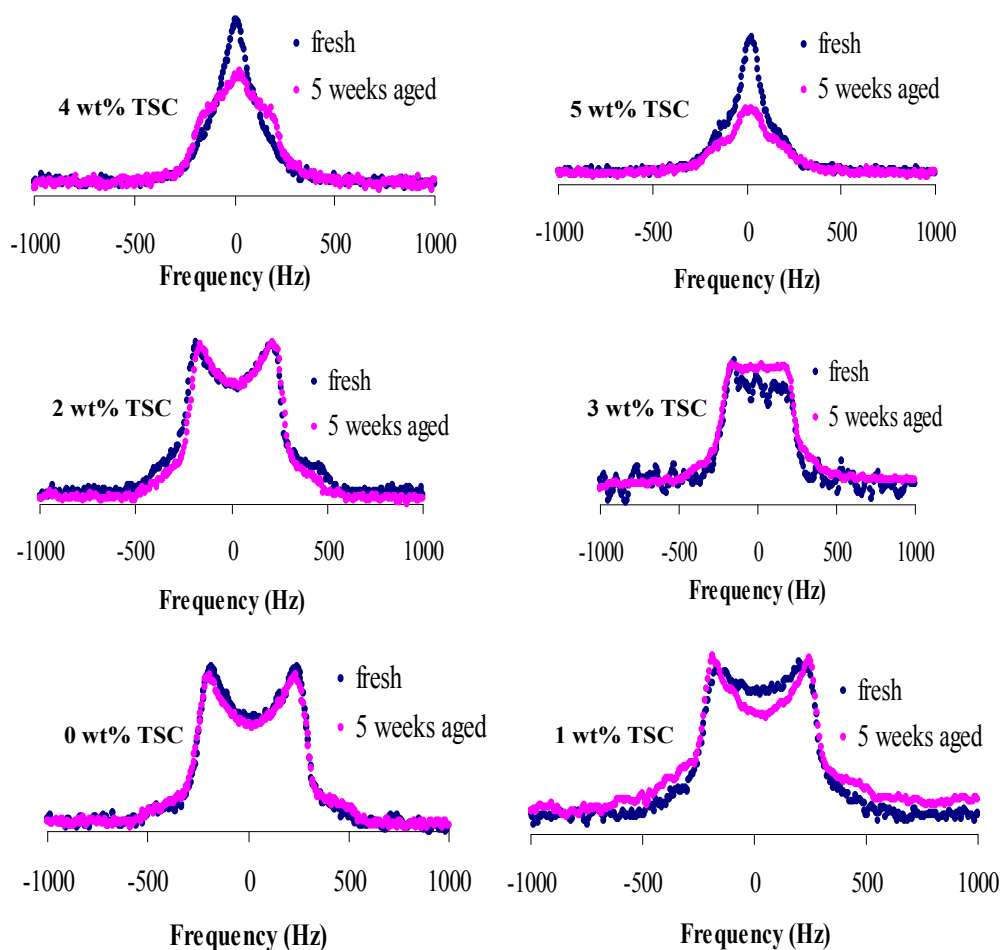 fresh
5 weeks aged
4 wt% TSC
-1000 -500 0 500 1000
Frequency (Hz)
fresh
5 weeks aged
5 wt% TSC
-1000 -500 0 500 1000
Frequency (Hz)
fresh
5 weeks aged
2 wt% TSC
-1000 -500 0 500 1000
Frequency (Hz)
fresh
5 weeks aged
3 wt% TSC
-1000 -500 0 500 1000
Frequency (Hz)
fresh
5 weeks aged
0 wt% TSC
-1000 -500 0 500 1000
Frequency (Hz)
fresh
5 weeks aged
1 wt% TSC
-1000 -500 0 500 1000
Frequency (Hz)